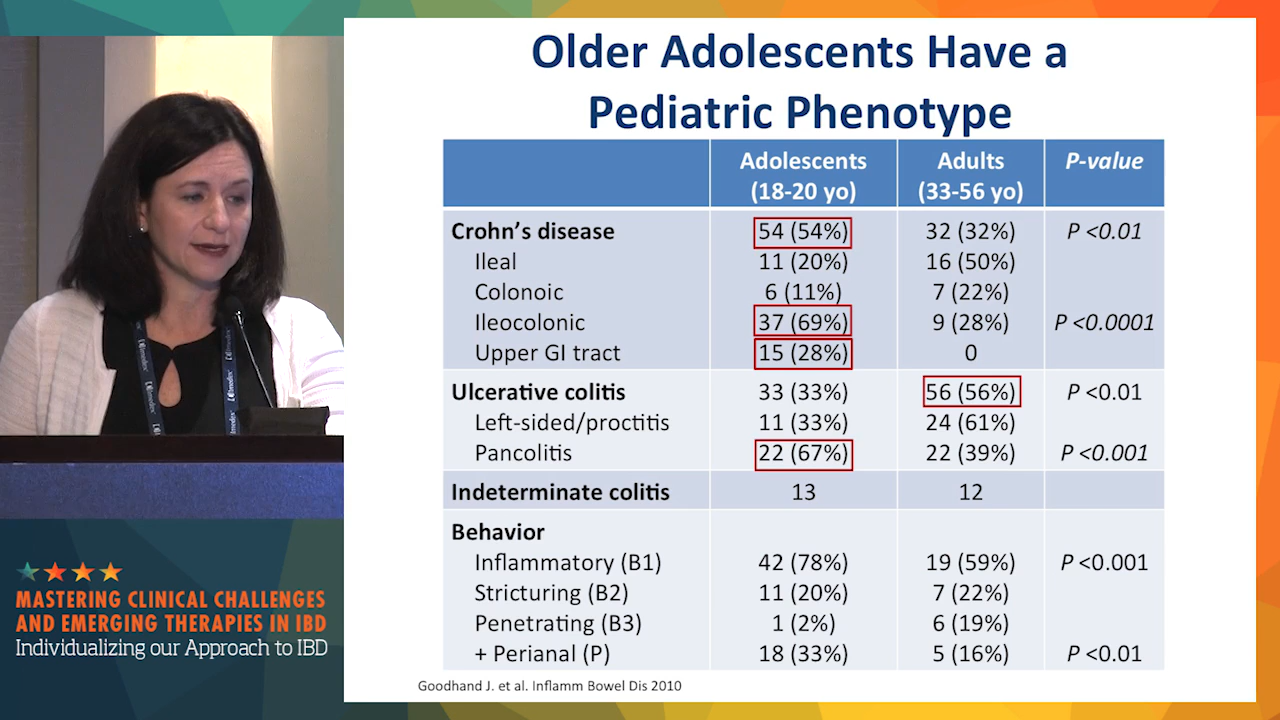 Older Adolescents Have a
Pediatric Phenotype
Adolescents (18-20 yo) Adults (33-56 yo) P-value
Crohn's disease 54 (54%) 32 (32%) P <0.01
Ileal 11 (20%) 16 (50%)
Colonoic 6 (11%) 7 (22%)
Ileocolonic 37 (69%) 9 (28%) P <0.0001
Upper GI tract 15 (28%) 0
Ulcerative colitis 33 (33%) 56 (56%) P <0.01
Left-sided/proctitis 11 (33%) 24 (61%)
Pancolitis 22 (67%) 22 (39%) P <0.001
Indeterminate colitis 13 12
Behavior
Inflammatory (B1) 42 (78%) 19 (59%) P <0.001
Stricturing (B2) 11 (20%) 7 (22%)
Penetrating (B3) 1 (2%) 6 (19%)
+ Perianal (P) 18 (33%) 5 (16%) P <0.01
Goodhand J. et al. Inflamm Bowel Dis 2010
MASTERING CLINICAL CHALLENGES
AND EMERGING THERAPIES IN IBD
Individualizing our Approach to IBD